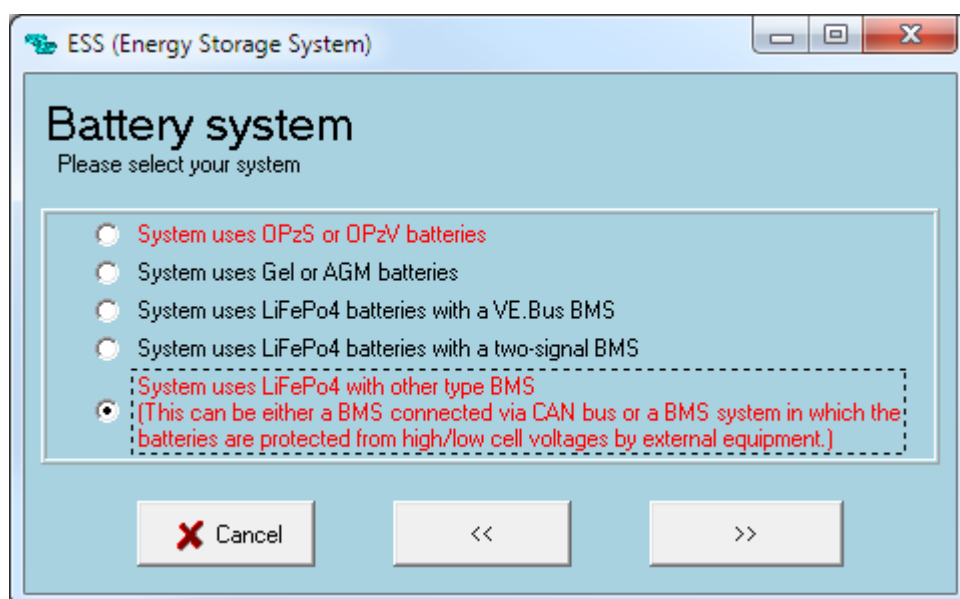 ESS (Energy Storage System)
Battery system
Please select your system
System uses OPzS or OPzV batteries
System uses Gel or AGM batteries
System uses LiFePo4 batteries with a VE.Bus BMS
System uses LiFePo4 batteries with a two-signal BMS
System uses LiFePo4 with other type BMS
(This can be either a BMS connected via CAN bus or a BMS system in which the
batteries are protected from high/low cell voltages by external equipment.)
Cancel
<<
>>